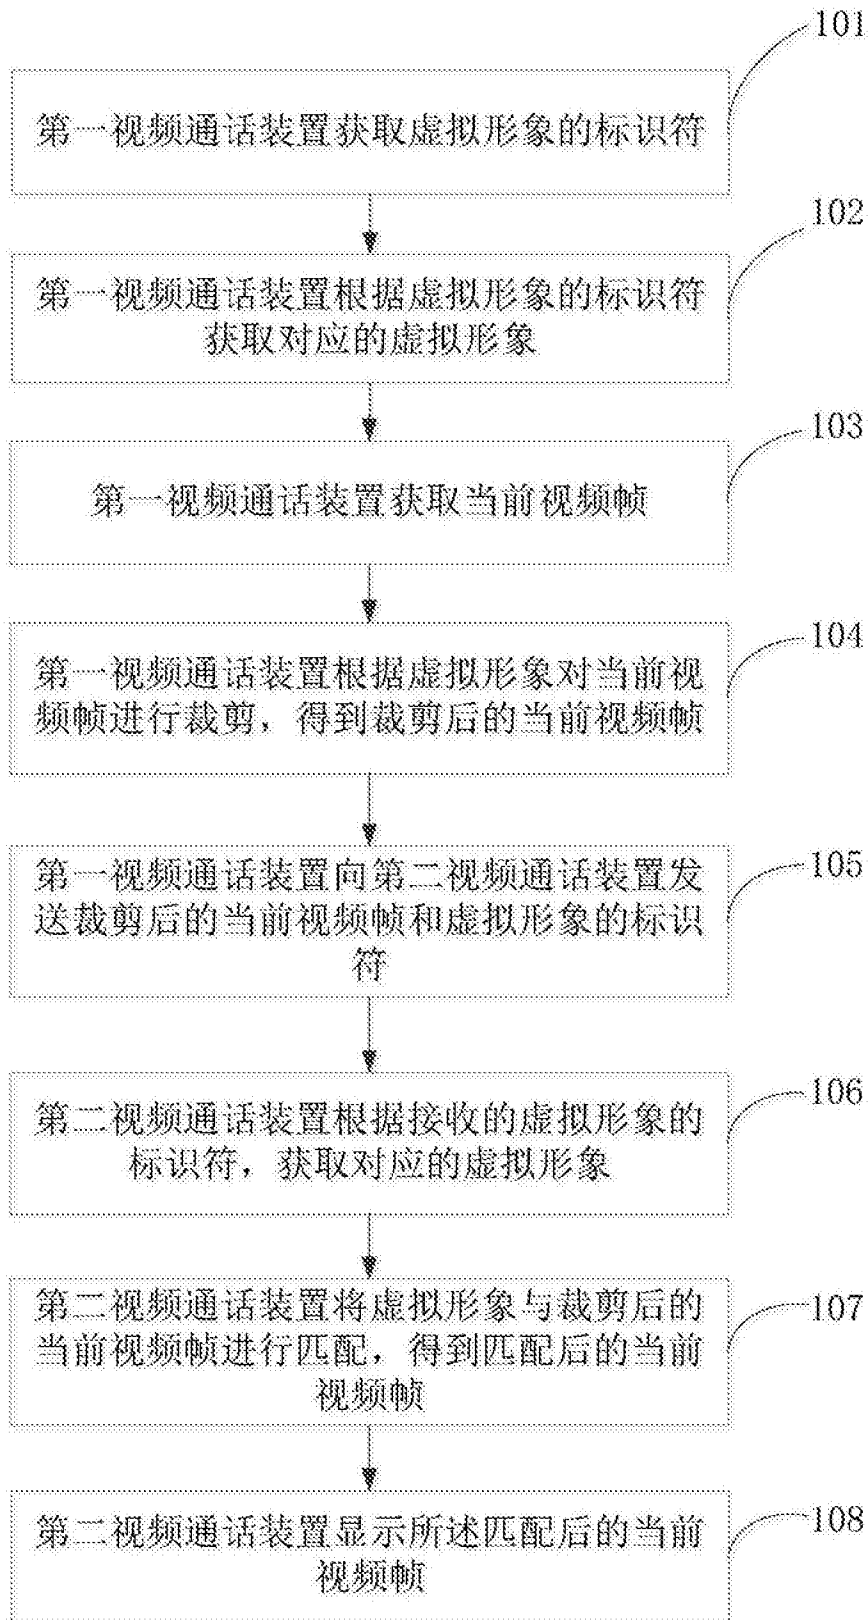 101
第一视频通话装置获取虚拟形象的标识符
102
第一视频通话装置根据虚拟形象的标识符
获取对应的虚拟形象
103
第一视频通话装置获取当前视频帧
104
第一视频通话装置根据虚拟形象对当前视
频帧进行裁剪，得到裁剪后的当前视频帧
105
第一视频通话装置向第二视频通话装置发
送裁剪后的当前视频帧和虚拟形象的标识
符
106
第二视频通话装置根据接收的虚拟形象的
标识符，获取对应的虚拟形象
107
第二视频通话装置将虚拟形象与裁剪后的
当前视频帧进行匹配，得到匹配后的当前
视频帧
108
第二视频通话装置显示所述匹配后的当前
视频帧